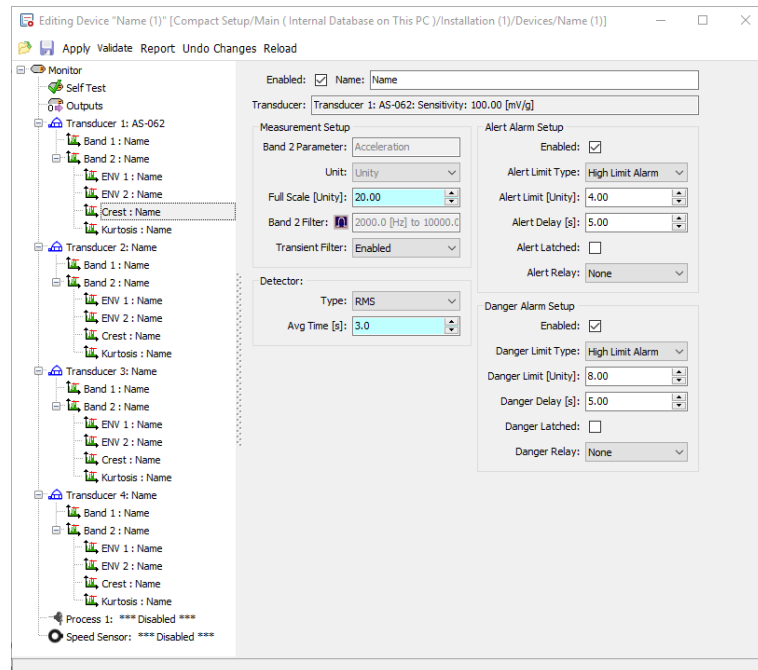 Editing Device "Name (1)" [Compact Setup/Main ( Internal Database on This PC )/Installation (1)/Devices/Name (1)]
Apply Validate Report Undo Changes Reload
Monitor
Self Test
Outputs
Transducer 1: AS-062
Band 1 : Name
Band 2 : Name
ENV 1 : Name
ENV 2 : Name
Crest : Name
Kurtosis : Name
Transducer 2: Name
Band 1 : Name
Band 2 : Name
ENV 1 : Name
ENV 2 : Name
Crest : Name
Kurtosis : Name
Transducer 3: Name
Band 1 : Name
Band 2 : Name
ENV 1 : Name
ENV 2 : Name
Crest : Name
Kurtosis : Name
Transducer 4: Name
Band 1 : Name
Band 2 : Name
ENV 1 : Name
ENV 2 : Name
Crest : Name
Kurtosis : Name
Process 1: *** Disabled ***
Speed Sensor: *** Disabled ***
Enabled: Name: Name
Transducer: Transducer 1: AS-062: Sensitivity: 100.00 [mV/g]
Measurement Setup
Band 2 Parameter: Acceleration
Unit: Unity
Full Scale [Unity]: 20.00
Band 2 Filter: 2000.0 [Hz] to 10000.0
Transient Filter: Enabled
Detector:
Type: RMS
Avg Time [s]: 3.0
Alert Alarm Setup
Enabled:
Alert Limit Type: High Limit Alarm
Alert Limit [Unity]: 4.00
Alert Delay [s]: 5.00
Alert Latched:
Alert Relay: None
Danger Alarm Setup
Enabled:
Danger Limit Type: High Limit Alarm
Danger Limit [Unity]: 8.00
Danger Delay [s]: 5.00
Danger Latched:
Danger Relay: None